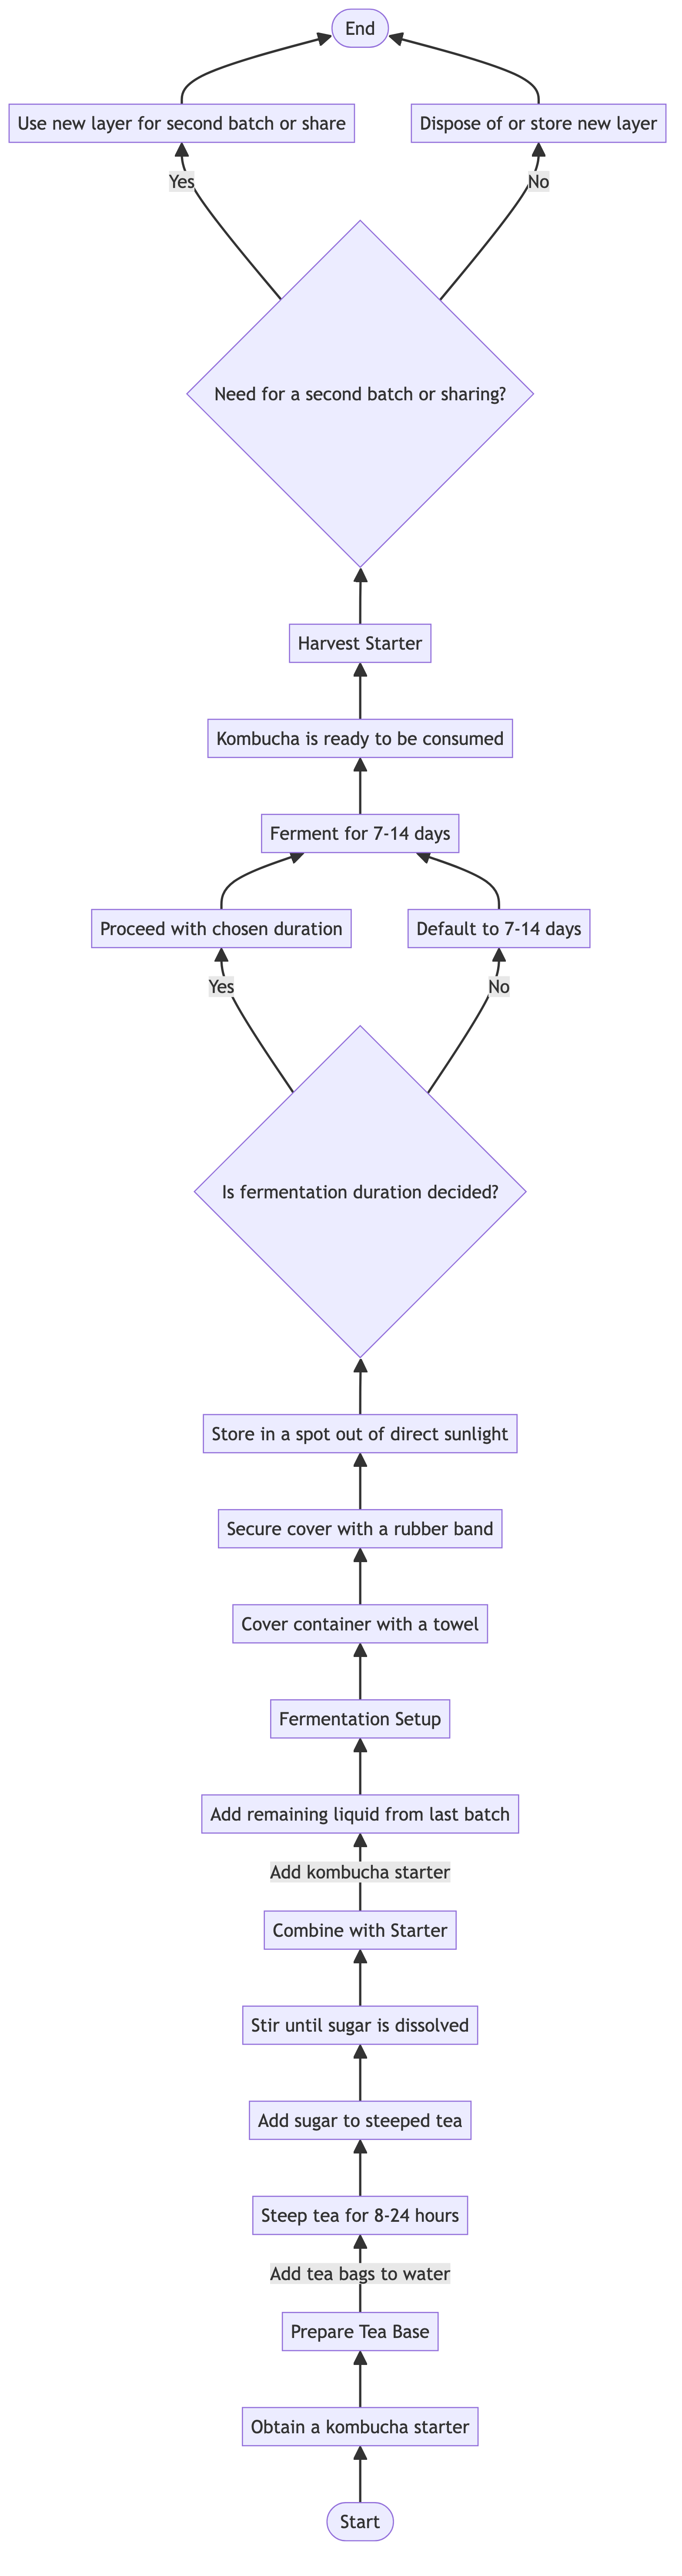 End
Use new layer for second batch or share
Dispose of or store new layer
Yes
No
Need for a second batch or sharing?
Harvest Starter
Kombucha is ready to be consumed
Ferment for 7-14 days
Proceed with chosen duration
Default to 7-14 days
Yes
No
Is fermentation duration decided?
Store in a spot out of direct sunlight
Secure cover with a rubber band
Cover container with a towel
Fermentation Setup
Add remaining liquid from last batch
Add kombucha starter
Combine with Starter
Stir until sugar is dissolved
Add sugar to steeped tea
Steep tea for 8-24 hours
Add tea bags to water
Prepare Tea Base
Obtain a kombucha starter
Start